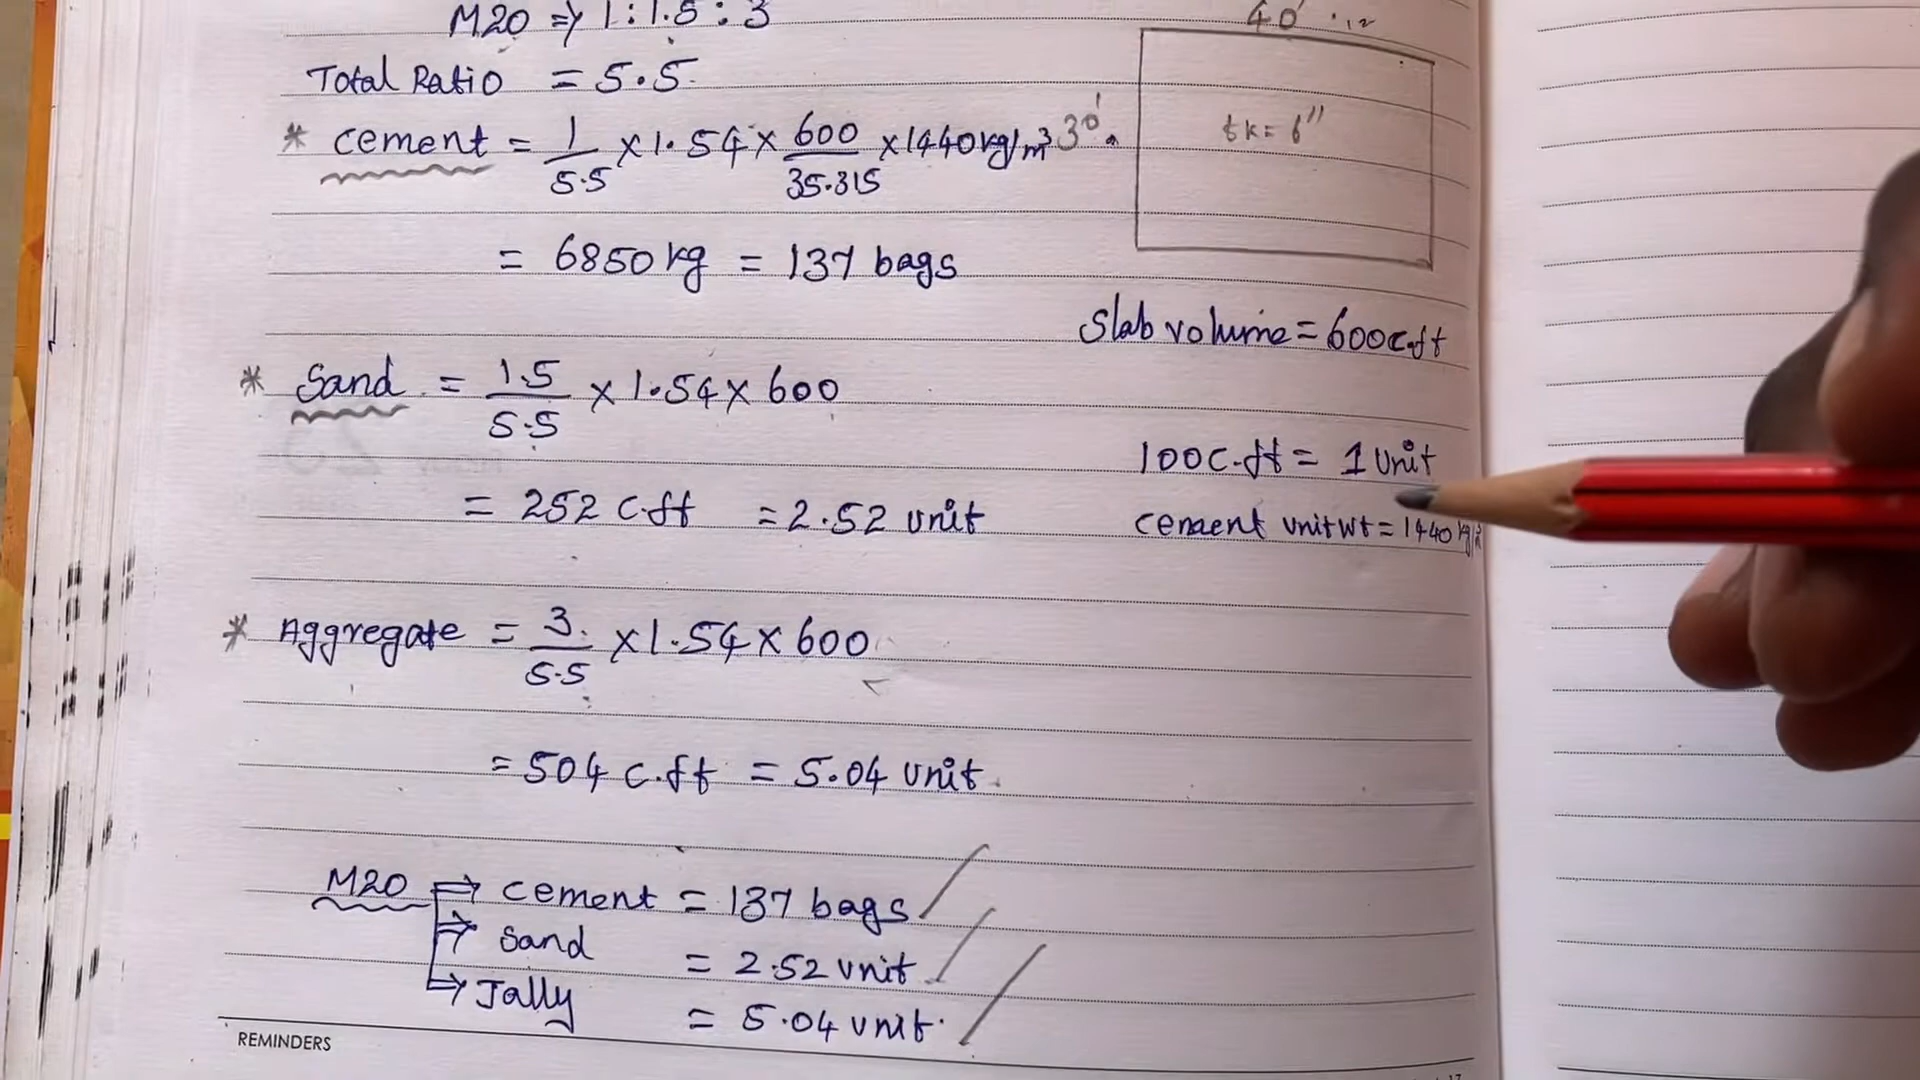 M20 ⇒ 1 : 1.5 : 3
40'
Total Ratio = 5.5
* Cement = 1/5.5 × 1.54 × 600/35.315 × 1440 kg/m³
30'
tk = 6"
= 6850 kg = 137 bags
Slab volume = 600 c.ft
* Sand = 1.5/5.5 × 1.54 × 600
100 C.ft = 1 Unit
= 252 C.ft = 2.52 unit
cement unit wt = 1440
* Aggregate = 3/5.5 × 1.54 × 600
= 504 C.ft = 5.04 unit
M20 ⇒ cement = 137 bags
⇒ Sand = 2.52 unit
⇒ Jally = 5.04 unit
REMINDERS